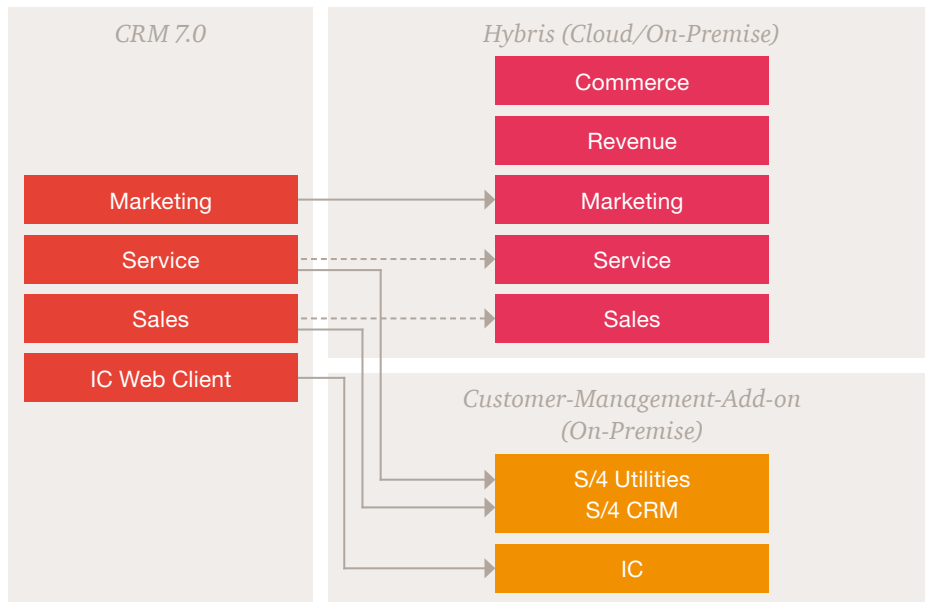 CRM 7.0
Marketing
Service
Sales
IC Web Client
Hybris (Cloud/On-Premise)
Commerce
Revenue
Marketing
Service
Sales
Customer-Management-Add-on
(On-Premise)
S/4 Utilities
S/4 CRM
IC